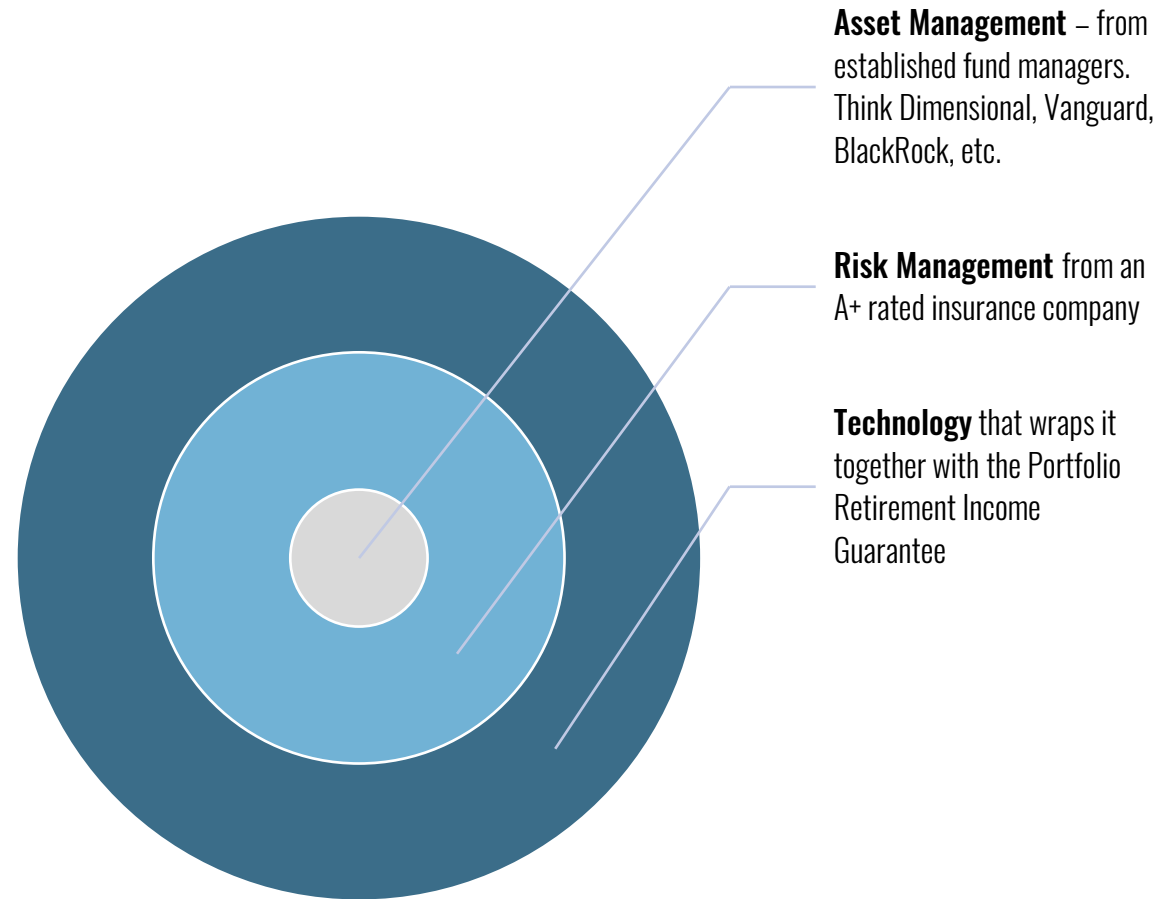 Asset Management – from
established fund managers.
Think Dimensional, Vanguard,
BlackRock, etc.
Risk Management from an
A+ rated insurance company
Technology that wraps it
together with the Portfolio
Retirement Income
Guarantee